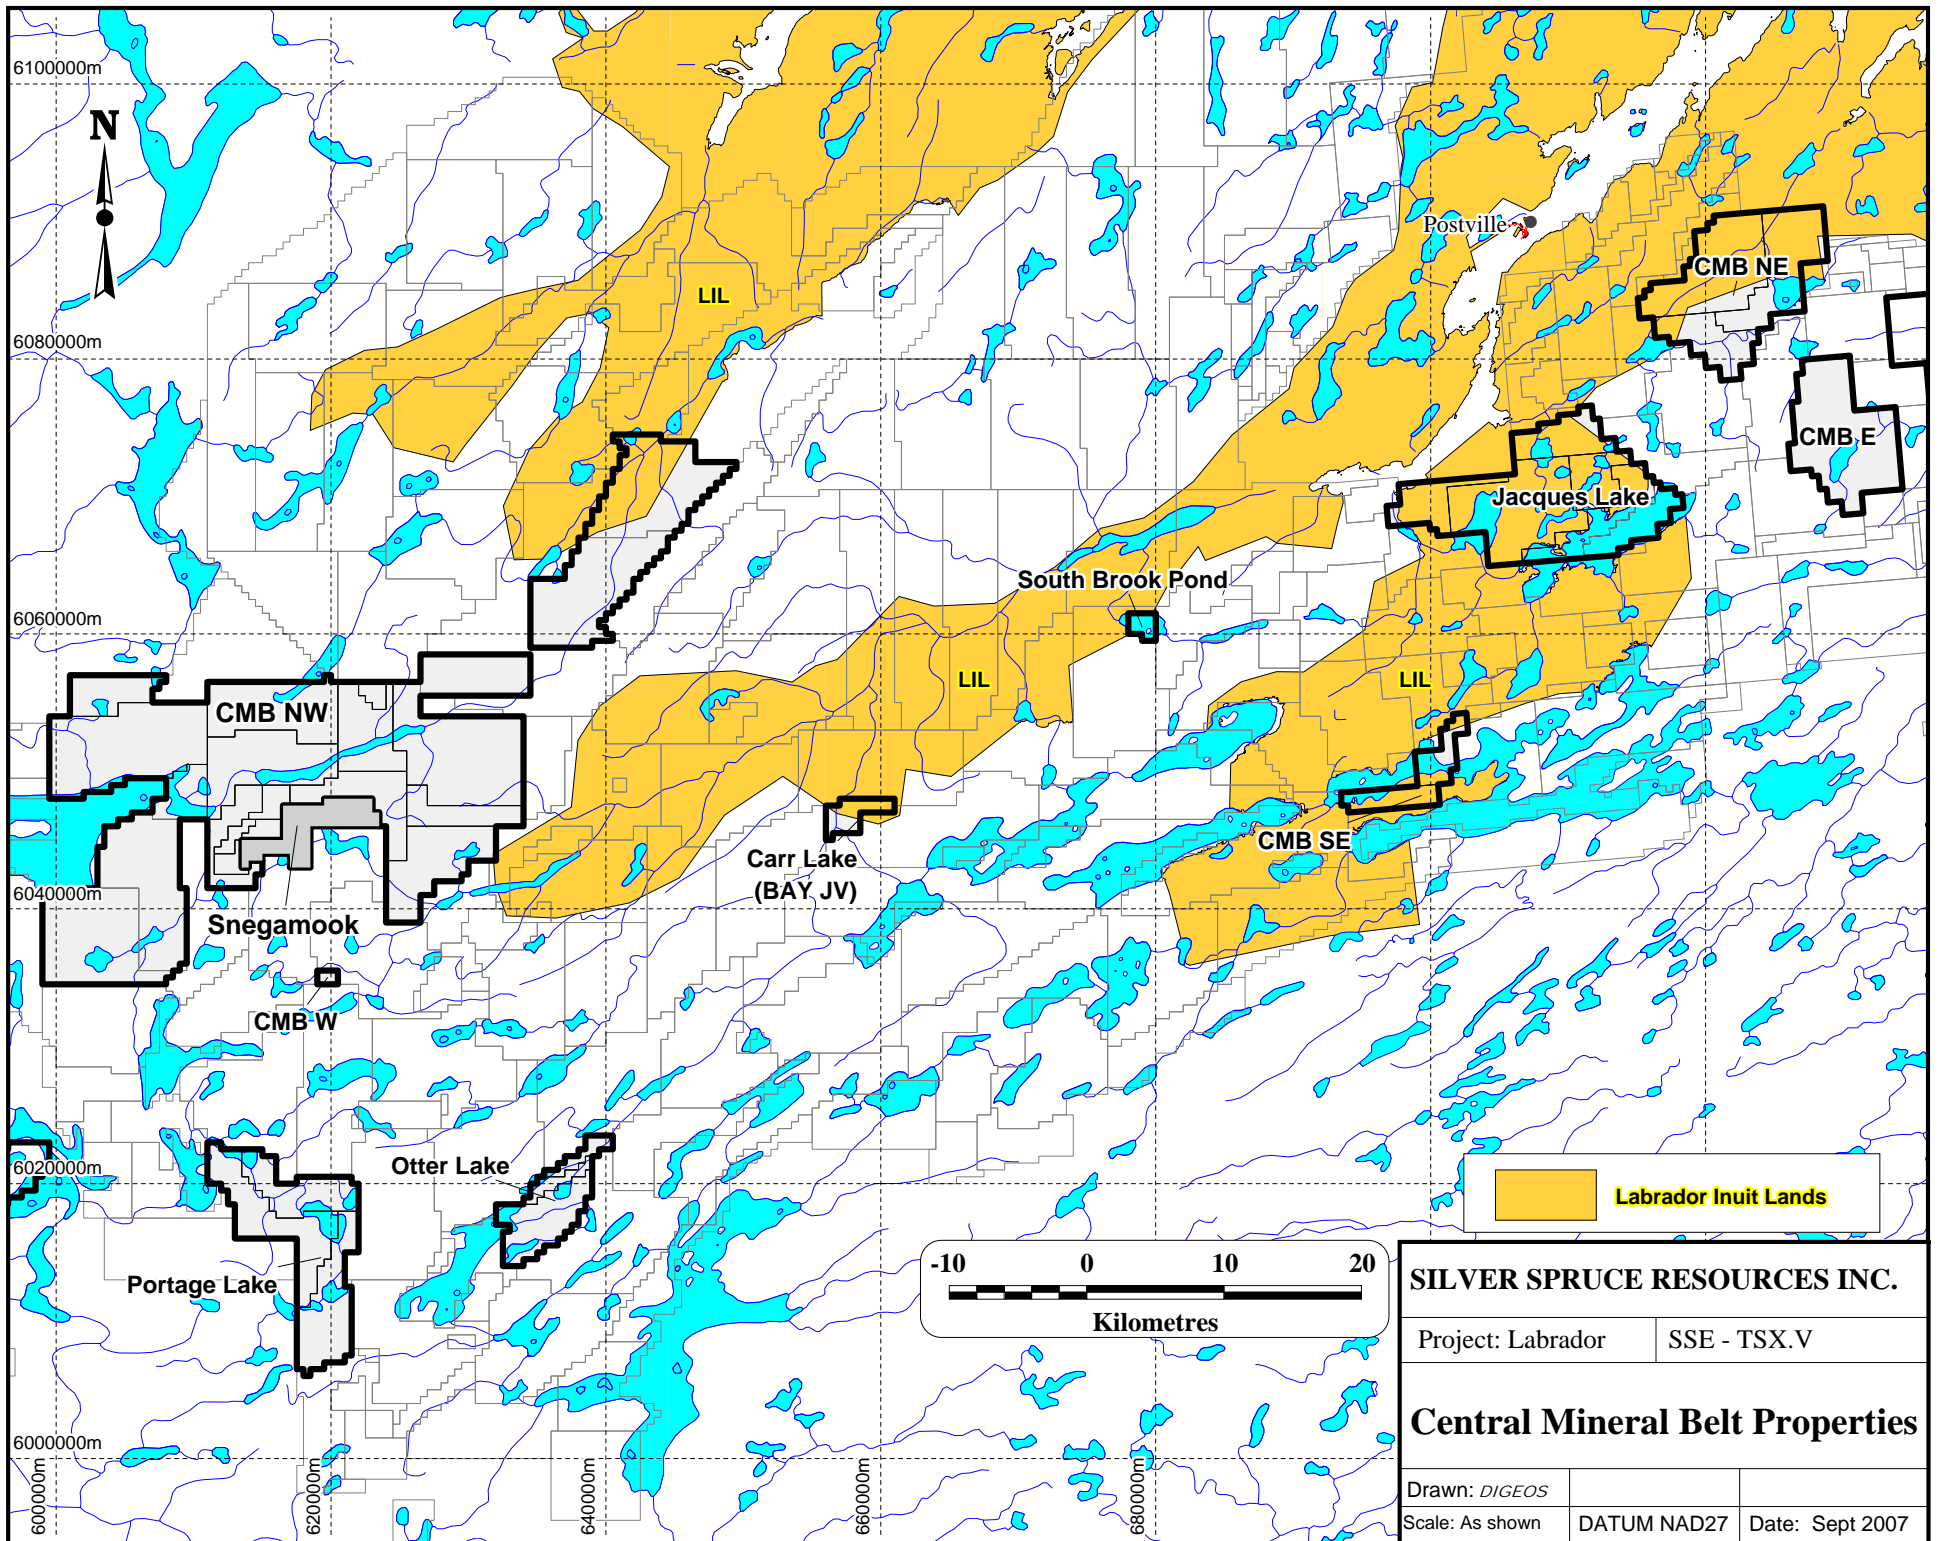 6100000m
N
Postville
CMB NE
LIL
6080000m
CMB E
Jacques Lake
South Brook Pond
6060000m
LIL
LIL
CMB NW
CMB SE
Carr Lake
(BAY JV)
6040000m
Snegamook
CMB W
Otter Lake
6020000m
Labrador Inuit Lands
Portage Lake
-10 0 10 20
Kilometres
6000000m
600000m
620000m
640000m
660000m
680000m
SILVER SPRUCE RESOURCES INC.
Project: Labrador
SSE - TSX.V
Central Mineral Belt Properties
Drawn: DIGEOS
Scale: As shown
DATUM NAD27
Date: Sept 2007